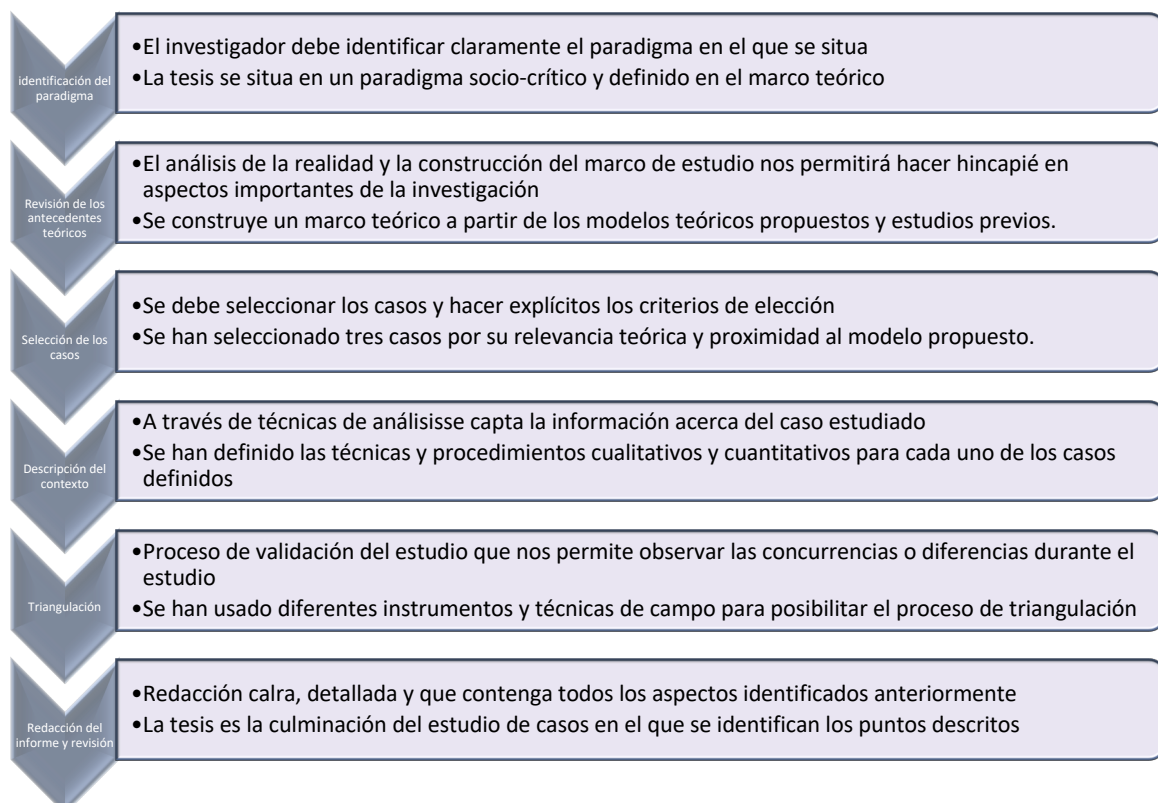 identificación del
paradigma
•El investigador debe identificar claramente el paradigma en el que se situa
•La tesis se situa en un paradigma socio-crítico y definido en el marco teórico
Revisión de los
antecedentes
teóricos
•El análisis de la realidad y la construcción del marco de estudio nos permitirá hacer hincapié en
aspectos importantes de la investigación
•Se construye un marco teórico a partir de los modelos teóricos propuestos y estudios previos.
Selección de los
casos
•Se debe seleccionar los casos y hacer explícitos los criterios de elección
•Se han seleccionado tres casos por su relevancia teórica y proximidad al modelo propuesto.
Descripción del
contexto
•A través de técnicas de análisisse capta la información acerca del caso estudiado
•Se han definido las técnicas y procedimientos cualitativos y cuantitativos para cada uno de los casos
definidos
Triangulación
•Proceso de validación del estudio que nos permite observar las concurrencias o diferencias durante el
estudio
•Se han usado diferentes instrumentos y técnicas de campo para posibilitar el proceso de triangulación
Redacción del
informe y revisión
•Redacción calra, detallada y que contenga todos los aspectos identificados anteriormente
•La tesis es la culminación del estudio de casos en el que se identifican los puntos descritos